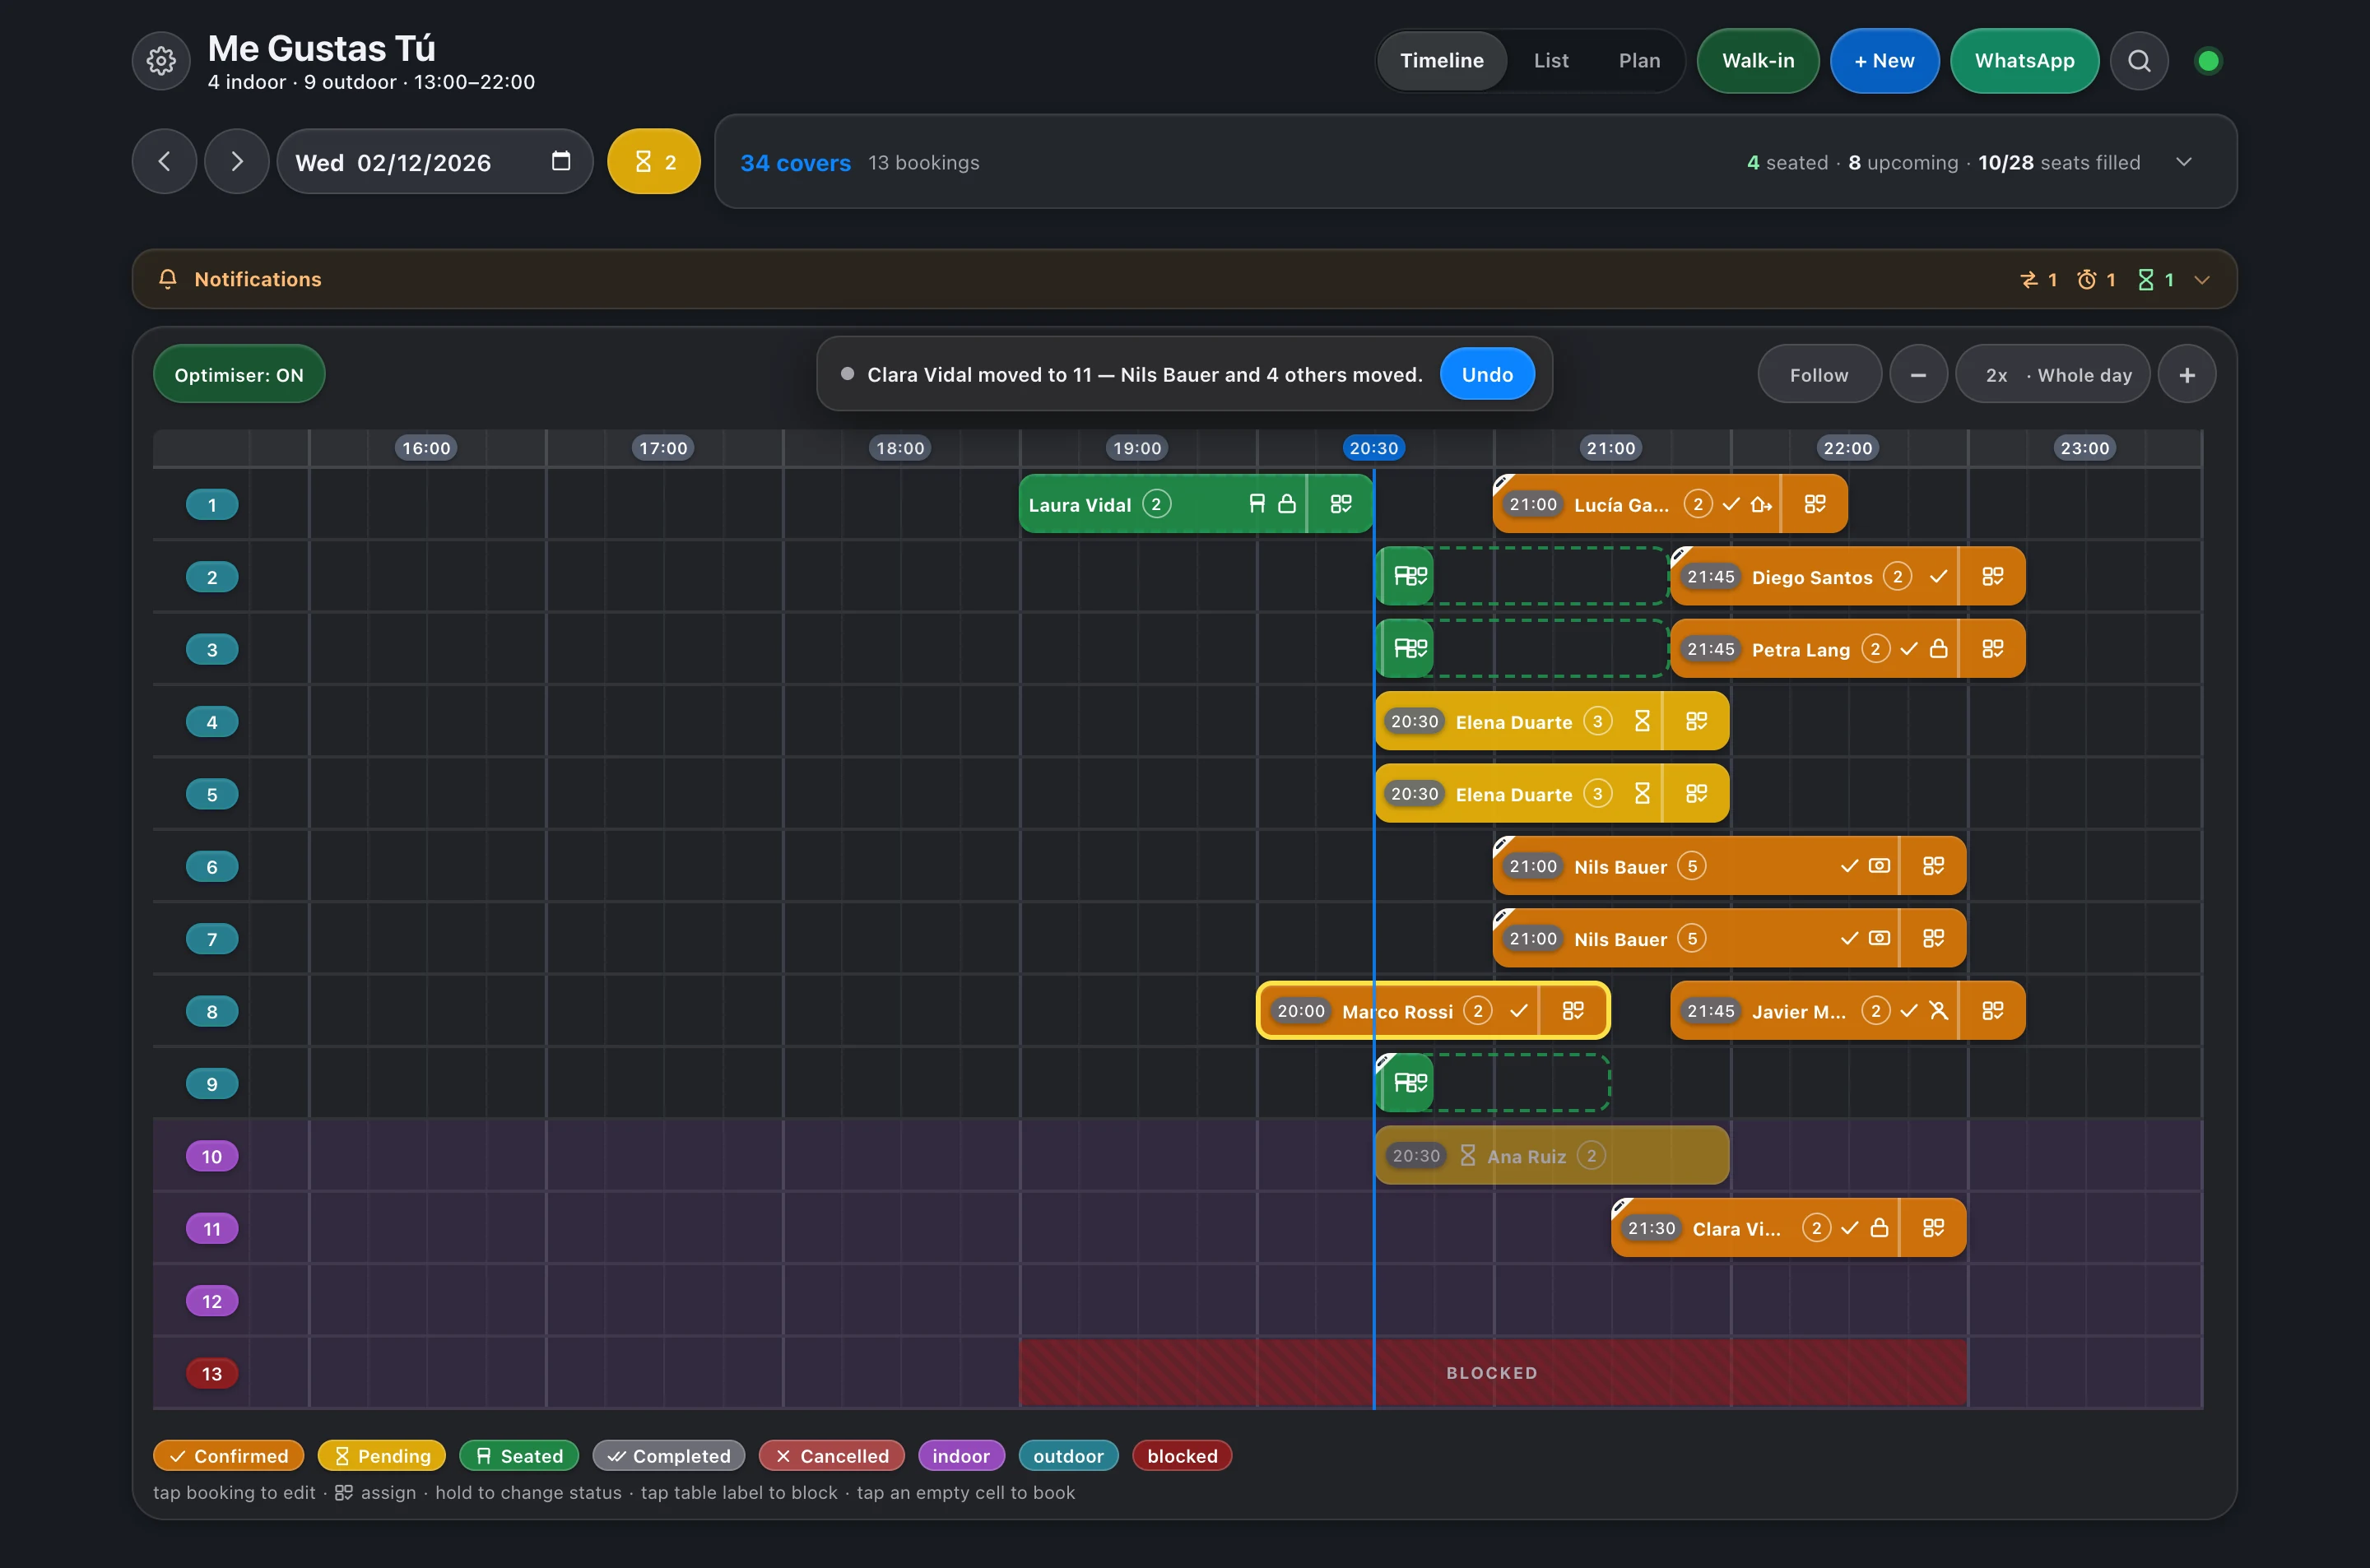 Me Gustas Tú
4 indoor · 9 outdoor · 13:00–22:00
Timeline List Plan Walk-in + New WhatsApp
Wed 02/12/2026 2 34 covers 13 bookings 4 seated · 8 upcoming · 10/28 seats filled
Notifications 1 1 1
Optimiser: ON Clara Vidal moved to 11 — Nils Bauer and 4 others moved. Undo Follow − 2x · Whole day +
16:00 17:00 18:00 19:00 20:30 21:00 22:00 23:00
1 Laura Vidal 2 21:00 Lucía Ga... 2
2 21:45 Diego Santos 2
3 21:45 Petra Lang 2
4 20:30 Elena Duarte 3
5 20:30 Elena Duarte 3
6 21:00 Nils Bauer 5
7 21:00 Nils Bauer 5
8 20:00 Marco Rossi 2 21:45 Javier M... 2
9
10 20:30 Ana Ruiz 2
11 21:30 Clara Vi... 2
12
13 BLOCKED
Confirmed Pending Seated Completed Cancelled indoor outdoor blocked
tap booking to edit · assign · hold to change status · tap table label to block · tap an empty cell to book